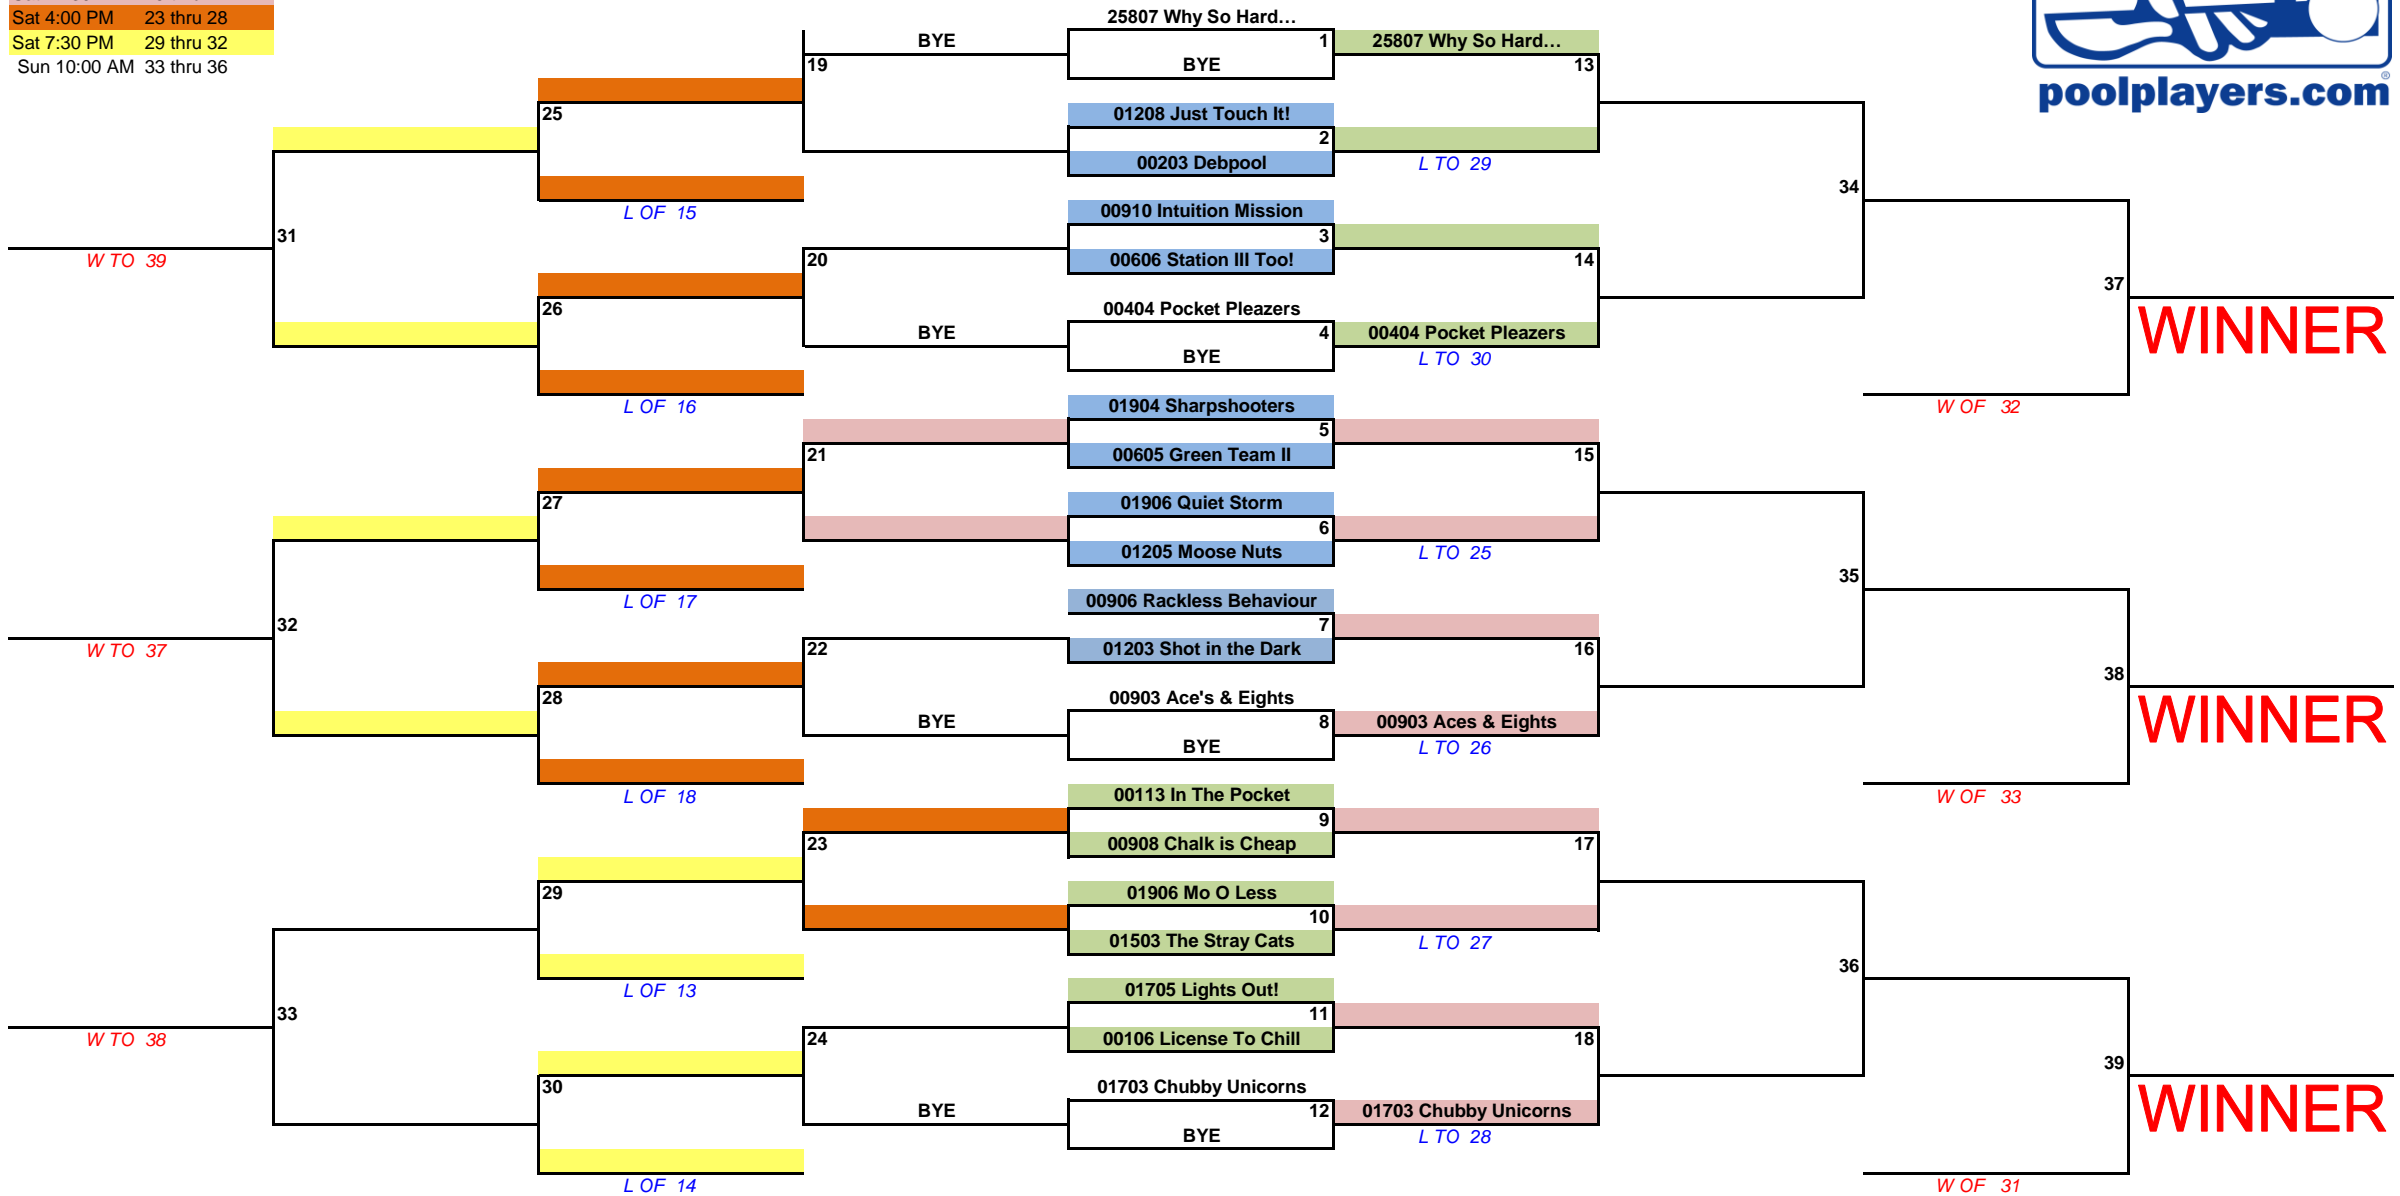 Sat 4:00 PM 23 thru 28
Sat 7:30 PM 29 thru 32
Sun 10:00 AM 33 thru 36
poolplayers.com®
25807 Why So Hard...
BYE
1
25807 Why So Hard...
19
BYE
13
25
01208 Just Touch It!
2
00203 Debpool
L TO 29
34
L OF 15
00910 Intuition Mission
31
3
W TO 39
20
00606 Station III Too!
14
37
26
00404 Pocket Pleazers
WINNER
BYE
4
00404 Pocket Pleazers
BYE
L TO 30
L OF 16
01904 Sharpshooters
W OF 32
5
21
00605 Green Team II
15
27
01906 Quiet Storm
6
01205 Moose Nuts
L TO 25
35
L OF 17
00906 Rackless Behaviour
32
7
W TO 37
22
01203 Shot in the Dark
16
38
28
00903 Ace's & Eights
WINNER
BYE
8
00903 Aces & Eights
BYE
L TO 26
L OF 18
00113 In The Pocket
W OF 33
9
23
00908 Chalk is Cheap
17
29
01906 Mo O Less
10
01503 The Stray Cats
L TO 27
36
L OF 13
01705 Lights Out!
33
11
W TO 38
24
00106 License To Chill
18
39
30
01703 Chubby Unicorns
WINNER
BYE
12
01703 Chubby Unicorns
BYE
L TO 28
L OF 14
W OF 31